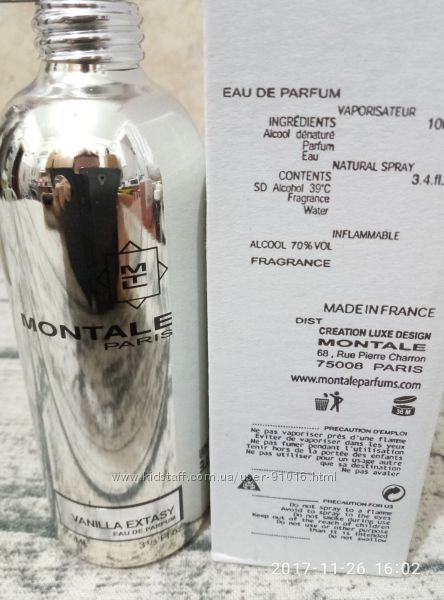 MONTALE
PARIS
VANILLA EXTASY
EAU DE PARFUM
EAU DE PARFUM
VAPORISATEUR
INGRÉDIENTS
Alcool dénaturé
Parfum
Eau
NATURAL SPRAY
CONTENTS
3.4.fl.
SD Alcohol 39°C
Fragrance
Water
INFLAMMABLE
ALCOOL 70% VOL
FRAGRANCE
MADE IN FRANCE
DIST
CREATION LUXE DESIGN
MONTALE
68, Rue Pierre Charron
75008 PARIS
www.montaleparfums.com
36 M
PRECAUTION D'EMPLOI
Ne pas vaporiser près d'une flamme
Eviter de vaporiser dans les yeux
Ne pas fumer pendant l'utilisation
Tenir hors de la portée des enfants
Ne pas utiliser pour un usage autre
que sa destination
Ne pas avaler
PRECAUTION FOR US
Do not spray to a flame
Avoid to spray in the eyes
Do not smoke during use
Keep out of the reach of children
Do not use or other purpose
than it is intended
Do not swallow
www.kidstaff.com.ua/user-91016.html
2017-11-26 16:02